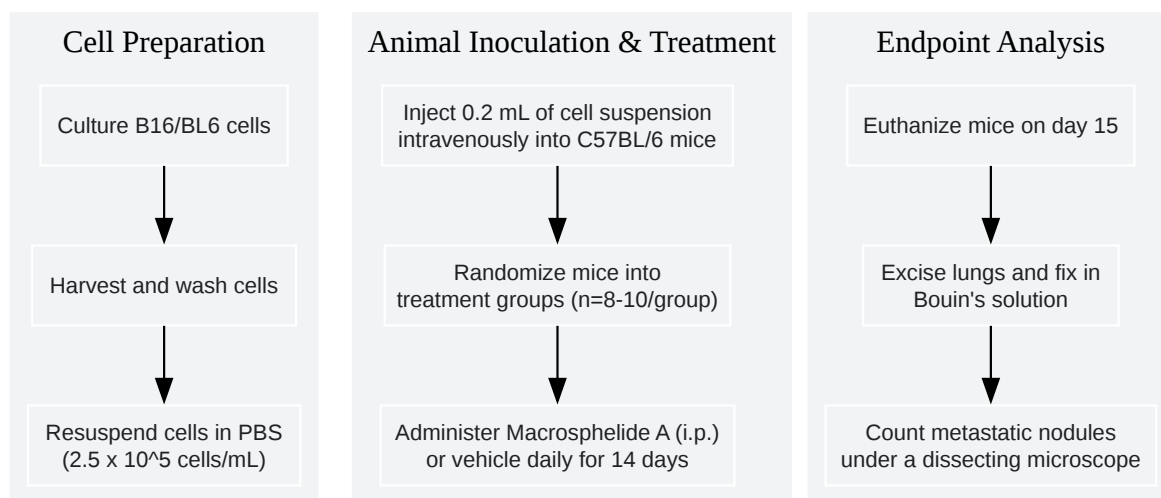 Cell Preparation
Culture B16/BL6 cells
Harvest and wash cells
Resuspend cells in PBS
(2.5 x 10^5 cells/mL)
Animal Inoculation & Treatment
Inject 0.2 mL of cell suspension
intravenously into C57BL/6 mice
Randomize mice into
treatment groups (n=8-10/group)
Administer Macrosphelide A (i.p.)
or vehicle daily for 14 days
Endpoint Analysis
Euthanize mice on day 15
Excise lungs and fix in
Bouin's solution
Count metastatic nodules
under a dissecting microscope